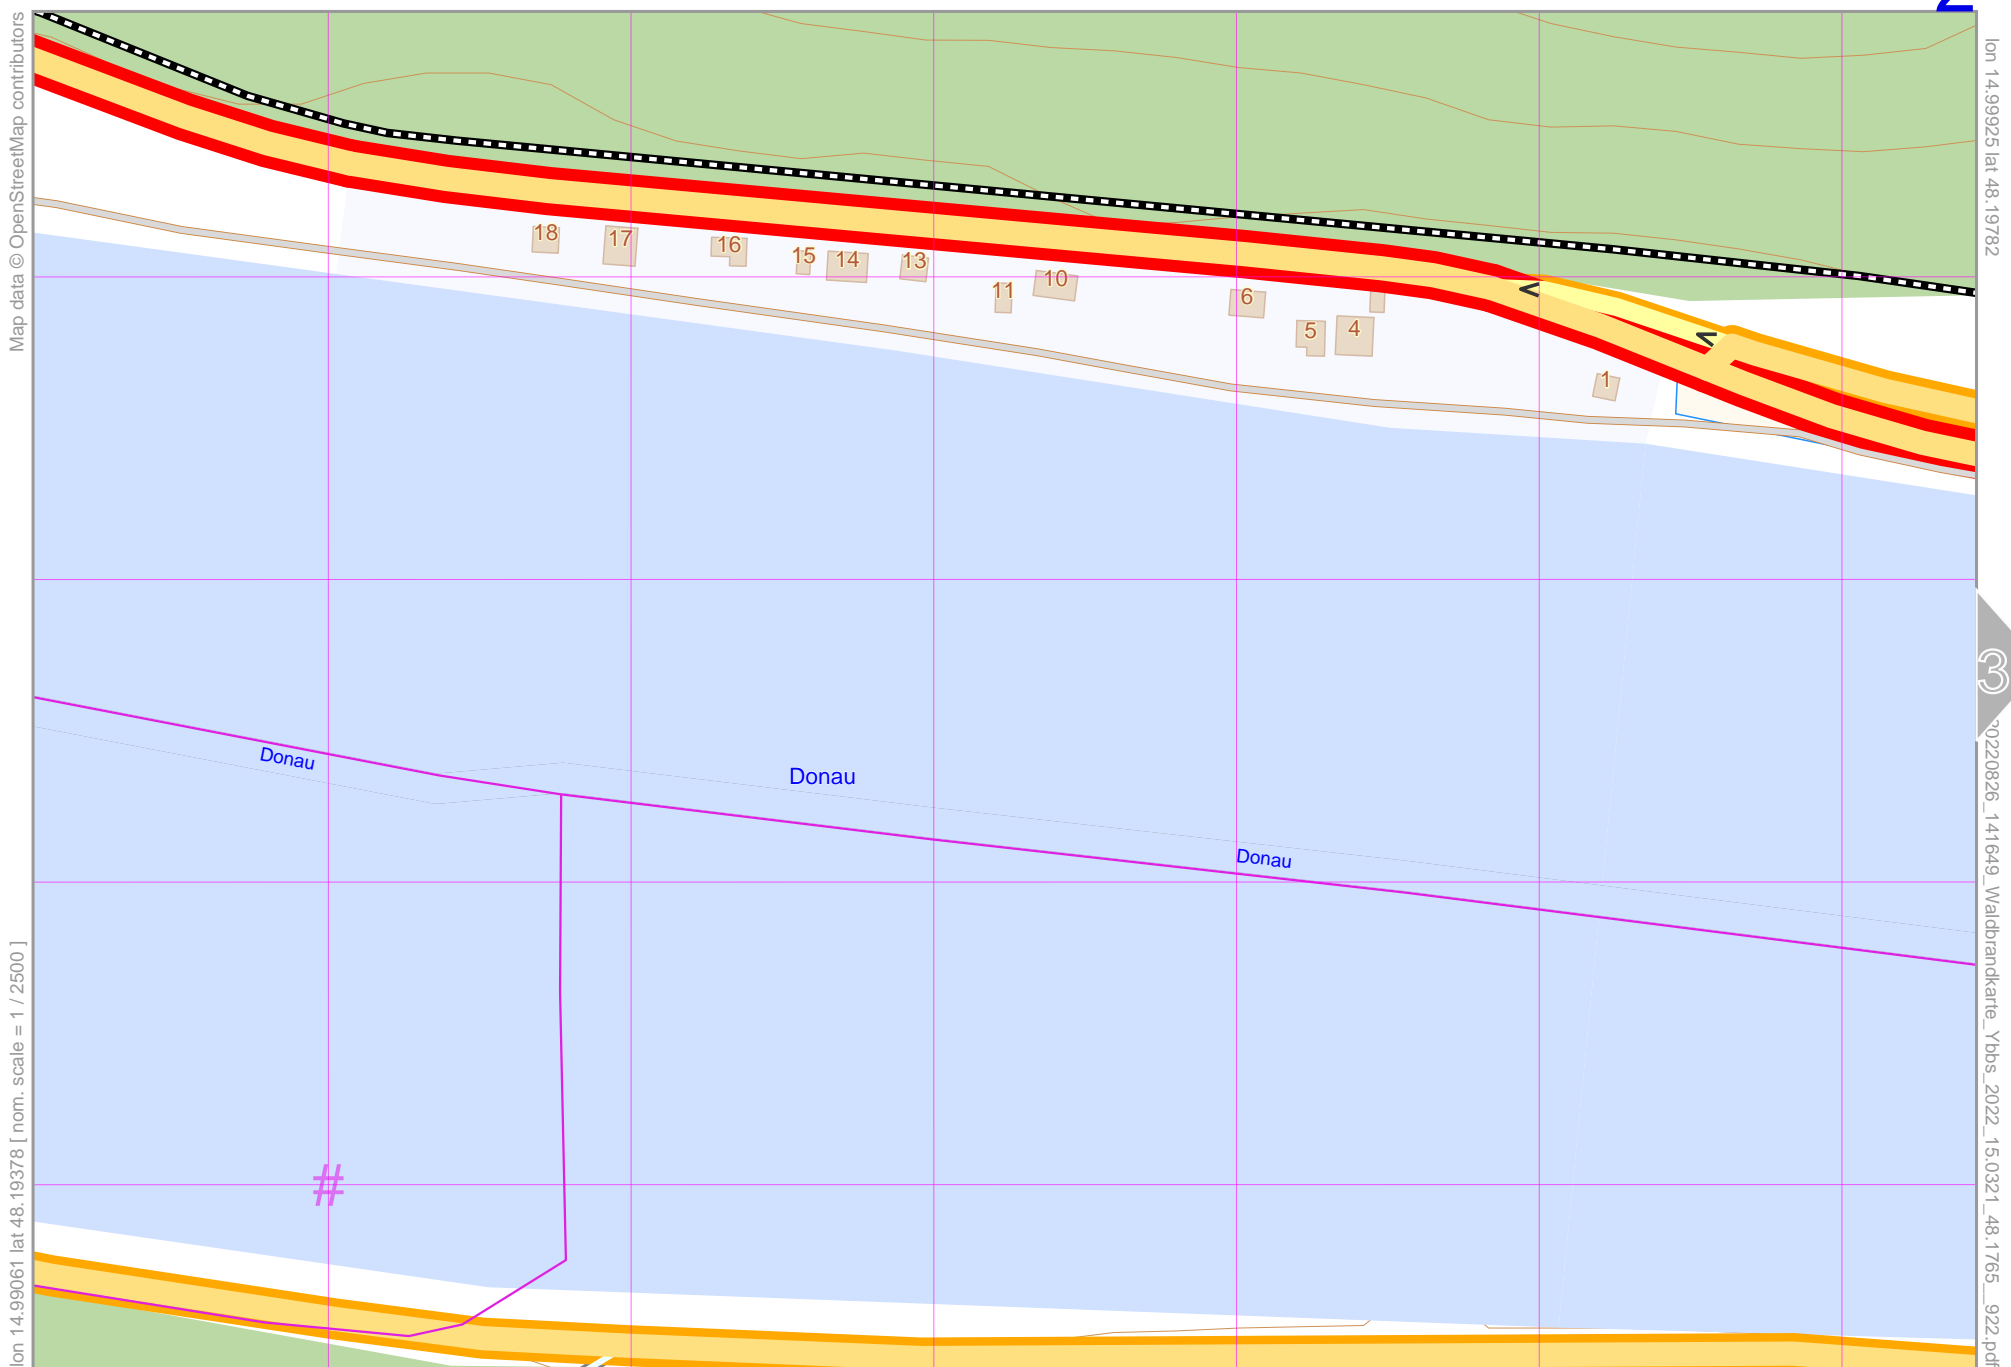 Map data © OpenStreetMap contributors
lon 14.99061 lat 48.19378 [ nom. scale = 1 / 2500 ]
lon 14.99925 lat 48.19782
20220826_141649_Waldbrandkarte_Ybbs_2022_15.0321_48.1765__922.pdf
18
17
16
15
14
13
11
10
6
5
4
1
3
Donau
Donau
Donau
#